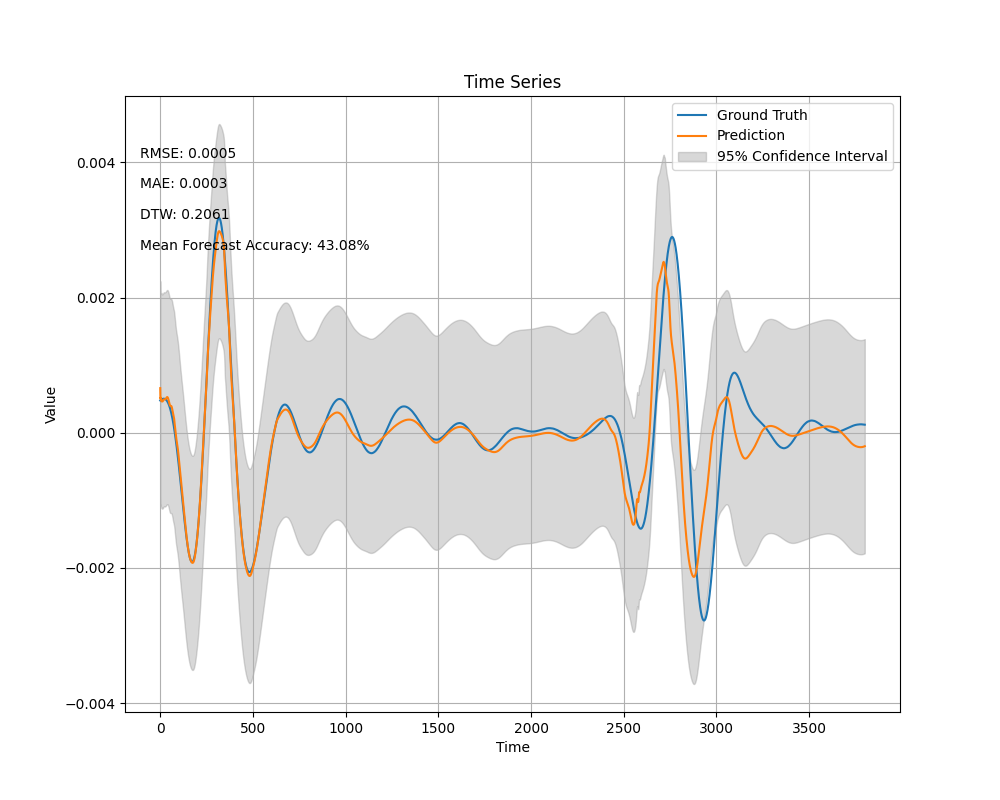 Time Series
Ground Truth
Prediction
95% Confidence Interval
RMSE: 0.0005
MAE: 0.0003
DTW: 0.2061
Mean Forecast Accuracy: 43.08%
0.004
0.002
0.000
−0.002
−0.004
Value
0 500 1000 1500 2000 2500 3000 3500
Time